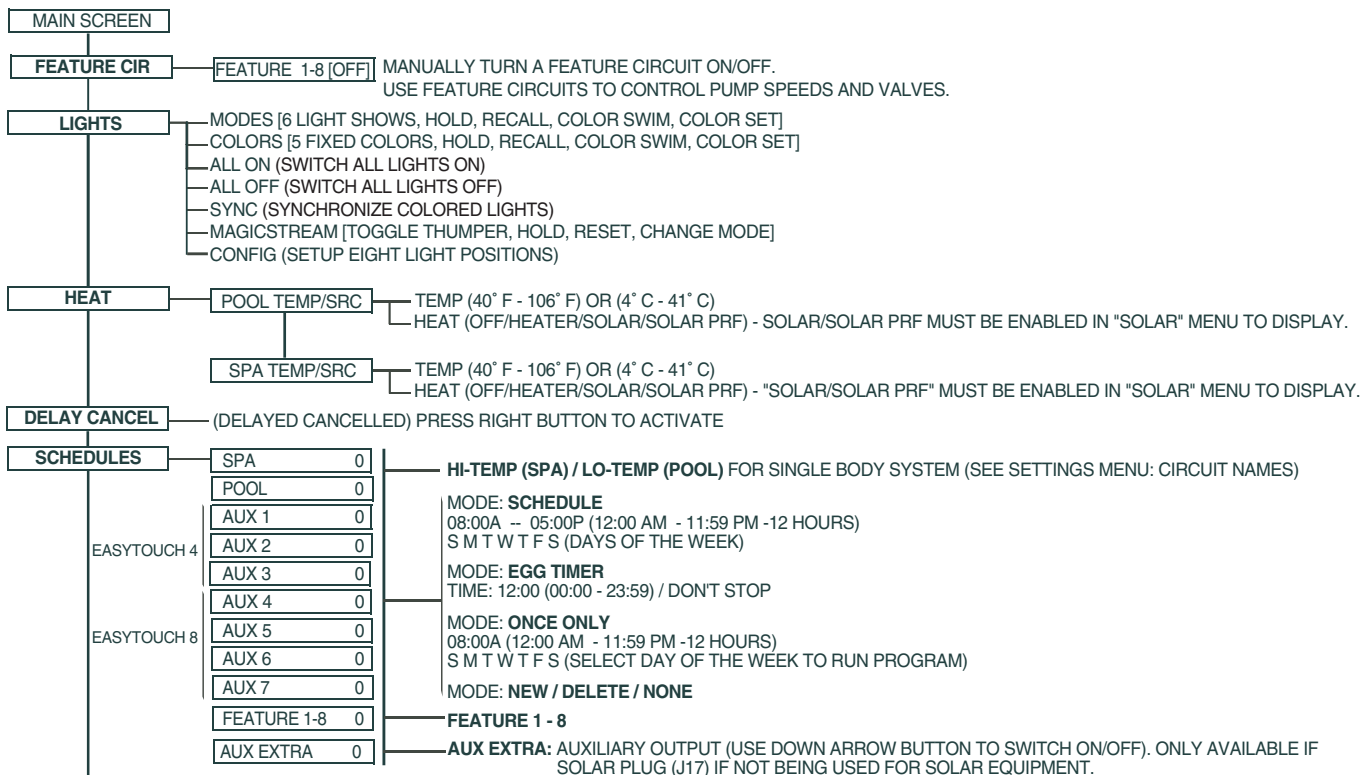 MAIN SCREEN
FEATURE CIR
FEATURE 1-8 [OFF]
MANUALLY TURN A FEATURE CIRCUIT ON/OFF.
USE FEATURE CIRCUITS TO CONTROL PUMP SPEEDS AND VALVES.
LIGHTS
MODES [6 LIGHT SHOWS, HOLD, RECALL, COLOR SWIM, COLOR SET]
COLORS [5 FIXED COLORS, HOLD, RECALL, COLOR SWIM, COLOR SET]
ALL ON (SWITCH ALL LIGHTS ON)
ALL OFF (SWITCH ALL LIGHTS OFF)
SYNC (SYNCHRONIZE COLORED LIGHTS)
MAGICSTREAM [TOGGLE THUMPER, HOLD, RESET, CHANGE MODE]
CONFIG (SETUP EIGHT LIGHT POSITIONS)
HEAT
POOL TEMP/SRC
TEMP (40˚ F - 106˚ F) OR (4˚ C - 41˚ C)
HEAT (OFF/HEATER/SOLAR/SOLAR PRF) - SOLAR/SOLAR PRF MUST BE ENABLED IN "SOLAR" MENU TO DISPLAY.
SPA TEMP/SRC
TEMP (40˚ F - 106˚ F) OR (4˚ C - 41˚ C)
HEAT (OFF/HEATER/SOLAR/SOLAR PRF) - "SOLAR/SOLAR PRF" MUST BE ENABLED IN "SOLAR" MENU TO DISPLAY.
DELAY CANCEL
(DELAYED CANCELLED) PRESS RIGHT BUTTON TO ACTIVATE
SCHEDULES
SPA 0
POOL 0
AUX 1 0
AUX 2 0
AUX 3 0
AUX 4 0
AUX 5 0
AUX 6 0
AUX 7 0
FEATURE 1-8 0
AUX EXTRA 0
EASYTOUCH 4
EASYTOUCH 8
HI-TEMP (SPA) / LO-TEMP (POOL) FOR SINGLE BODY SYSTEM (SEE SETTINGS MENU: CIRCUIT NAMES)
MODE: SCHEDULE
08:00A -- 05:00P (12:00 AM - 11:59 PM -12 HOURS)
S M T W T F S (DAYS OF THE WEEK)
MODE: EGG TIMER
TIME: 12:00 (00:00 - 23:59) / DON'T STOP
MODE: ONCE ONLY
08:00A (12:00 AM - 11:59 PM -12 HOURS)
S M T W T F S (SELECT DAY OF THE WEEK TO RUN PROGRAM)
MODE: NEW / DELETE / NONE
FEATURE 1 - 8
AUX EXTRA: AUXILIARY OUTPUT (USE DOWN ARROW BUTTON TO SWITCH ON/OFF). ONLY AVAILABLE IF
SOLAR PLUG (J17) IF NOT BEING USED FOR SOLAR EQUIPMENT.